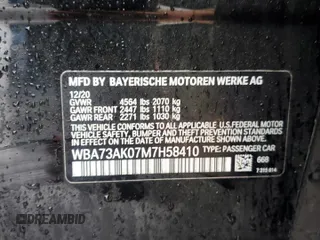 MFD BY BAYERISCHE MOTOREN WERKE AG
12/20
GVWR 4564 lbs 2070 kg
GAWR FRONT 2447 lbs 1110 kg
GAWR REAR 2271 lbs 1030 kg
THIS VEHICLE CONFORMS TO ALL APPLICABLE FEDERAL MOTOR VEHICLE SAFETY, BUMPER, AND THEFT PREVENTION STANDARDS IN EFFECT ON THE DATE OF MANUFACTURE SHOWN ABOVE.
WBA73AK07M7H58410 TYPE: PASSENGER CAR
668
DREAMBID